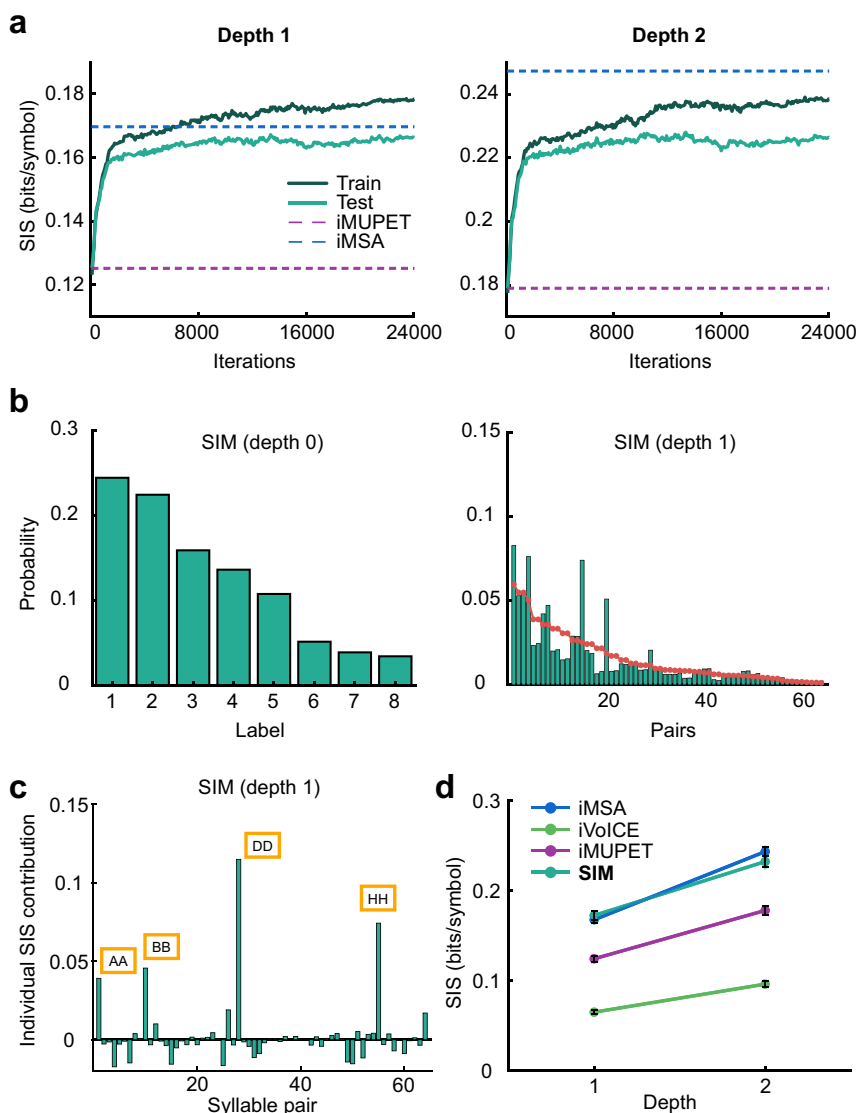 a
Depth 1
Depth 2
SIS (bits/symbol)
0.18
0.16
0.14
0.12
Train
Test
iMUPET
iMSA
0
8000
16000
24000
Iterations
0.24
0.22
0.2
0.18
0
8000
16000
24000
Iterations
b
SIM (depth 0)
Probability
0.3
0.2
0.1
0
1 2 3 4 5 6 7 8
Label
SIM (depth 1)
0.15
0.1
0.05
0
20 40 60
Pairs
c
SIM (depth 1)
Individual SIS contribution
0.15
0.1
0.05
0
AA
BB
DD
HH
20 40 60
Syllable pair
d
SIS (bits/symbol)
0.3
0.2
0.1
0
iMSA
iVoICE
iMUPET
SIM
1 2
Depth